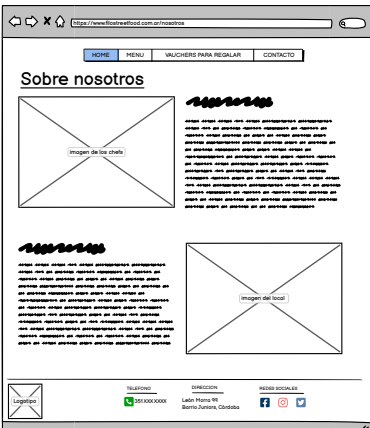 https://www.filostreetfood.com.ar/nosotros
HOME
MENU
VAUCHERS PARA REGALAR
CONTACTO
Sobre nosotros
imagen de los chefs
imagen del local
Logotipo
TELEFONO
351XXXXXXX
DIRECCION
León Morra 99
Barrio Juniors, Córdoba
REDES SOCIALES